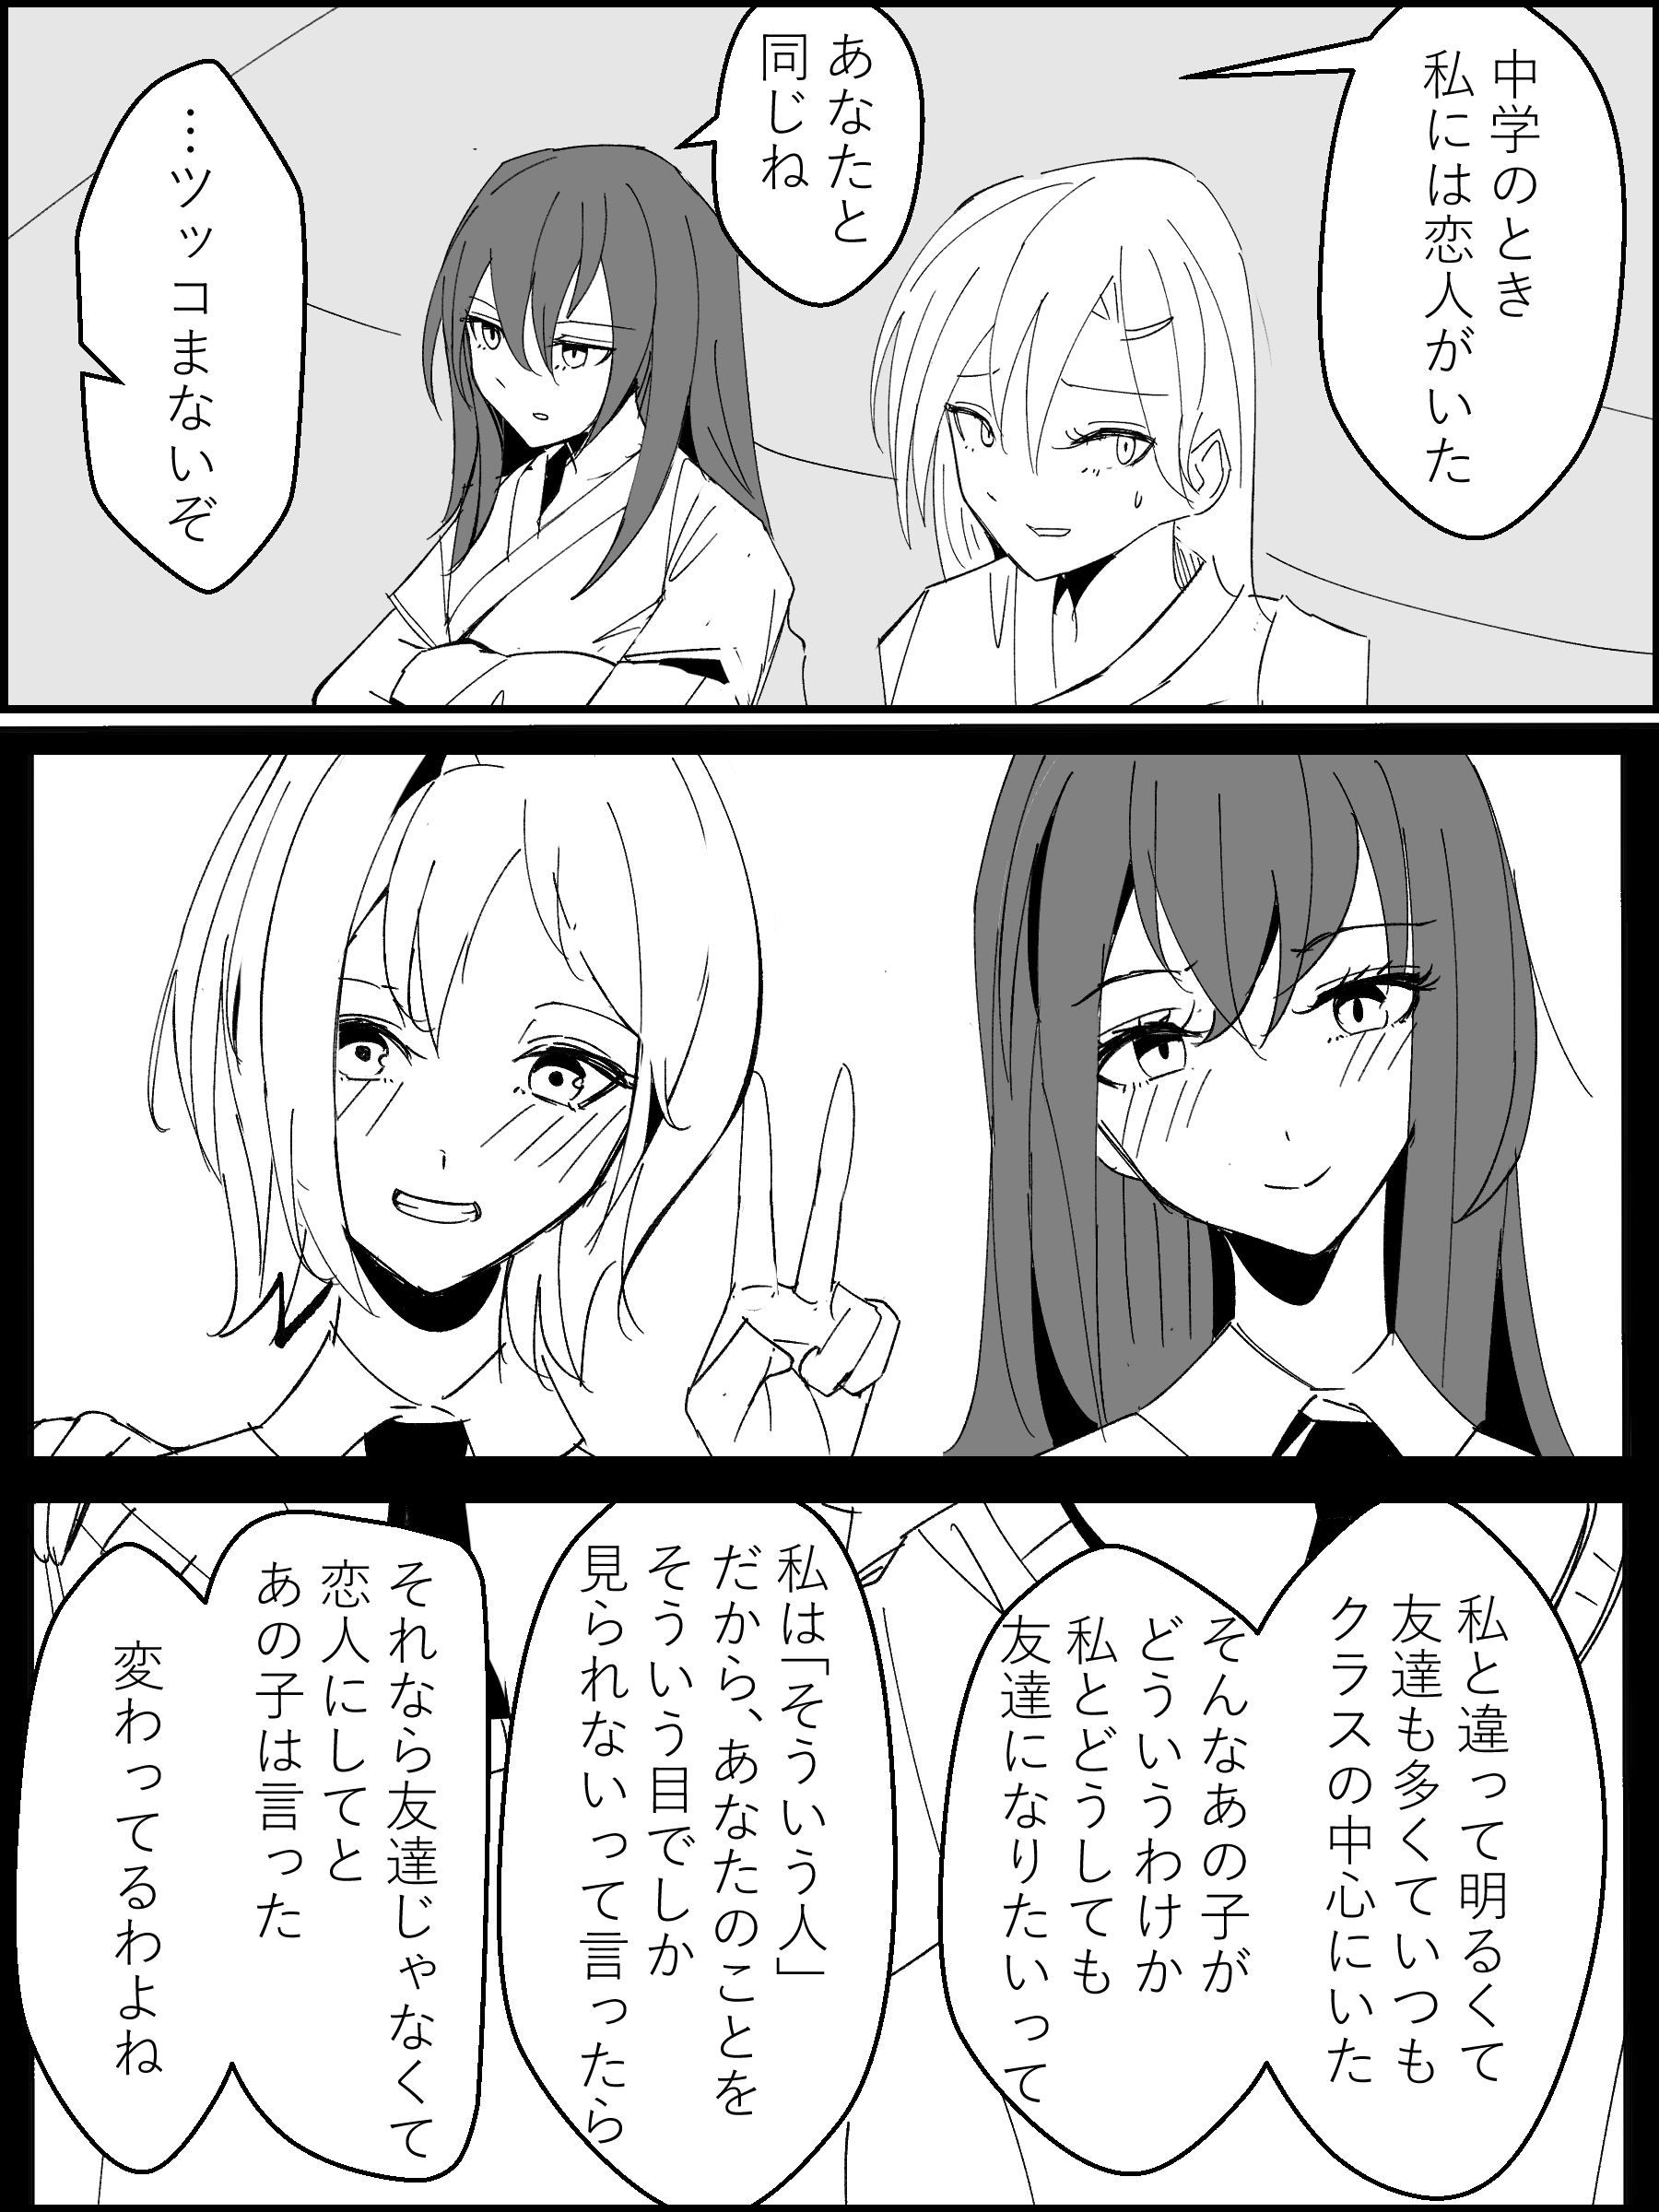 中学のとき
私には恋人がいた
あなたと
同じね
…ツッコまないぞ
私と違って明るくて
友達も多くていつも
クラスの中心にいた
そんなあの子が
どういうわけか
私とどうしても
友達になりたいって
私は「そういう人」
だから、あなたのことを
そういう目でしか
見られないって言ったら
それなら友達じゃなくて
恋人にしてと
あの子は言った
変わってるわよね